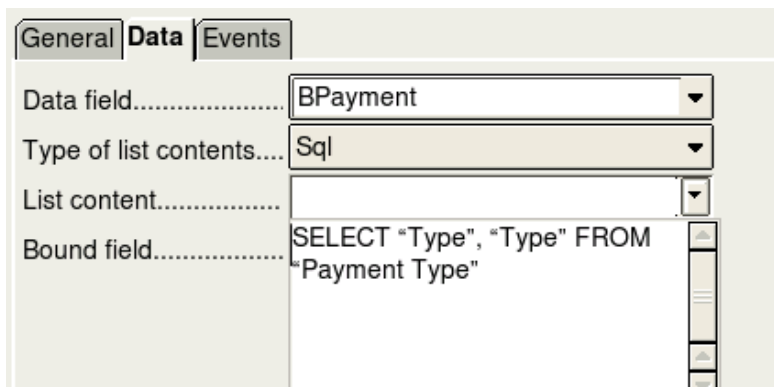 General Data Events
Data field..................... BPayment
Type of list contents.... Sql
List content.................
Bound field.................. SELECT “Type", “Type" FROM
“Payment Type"